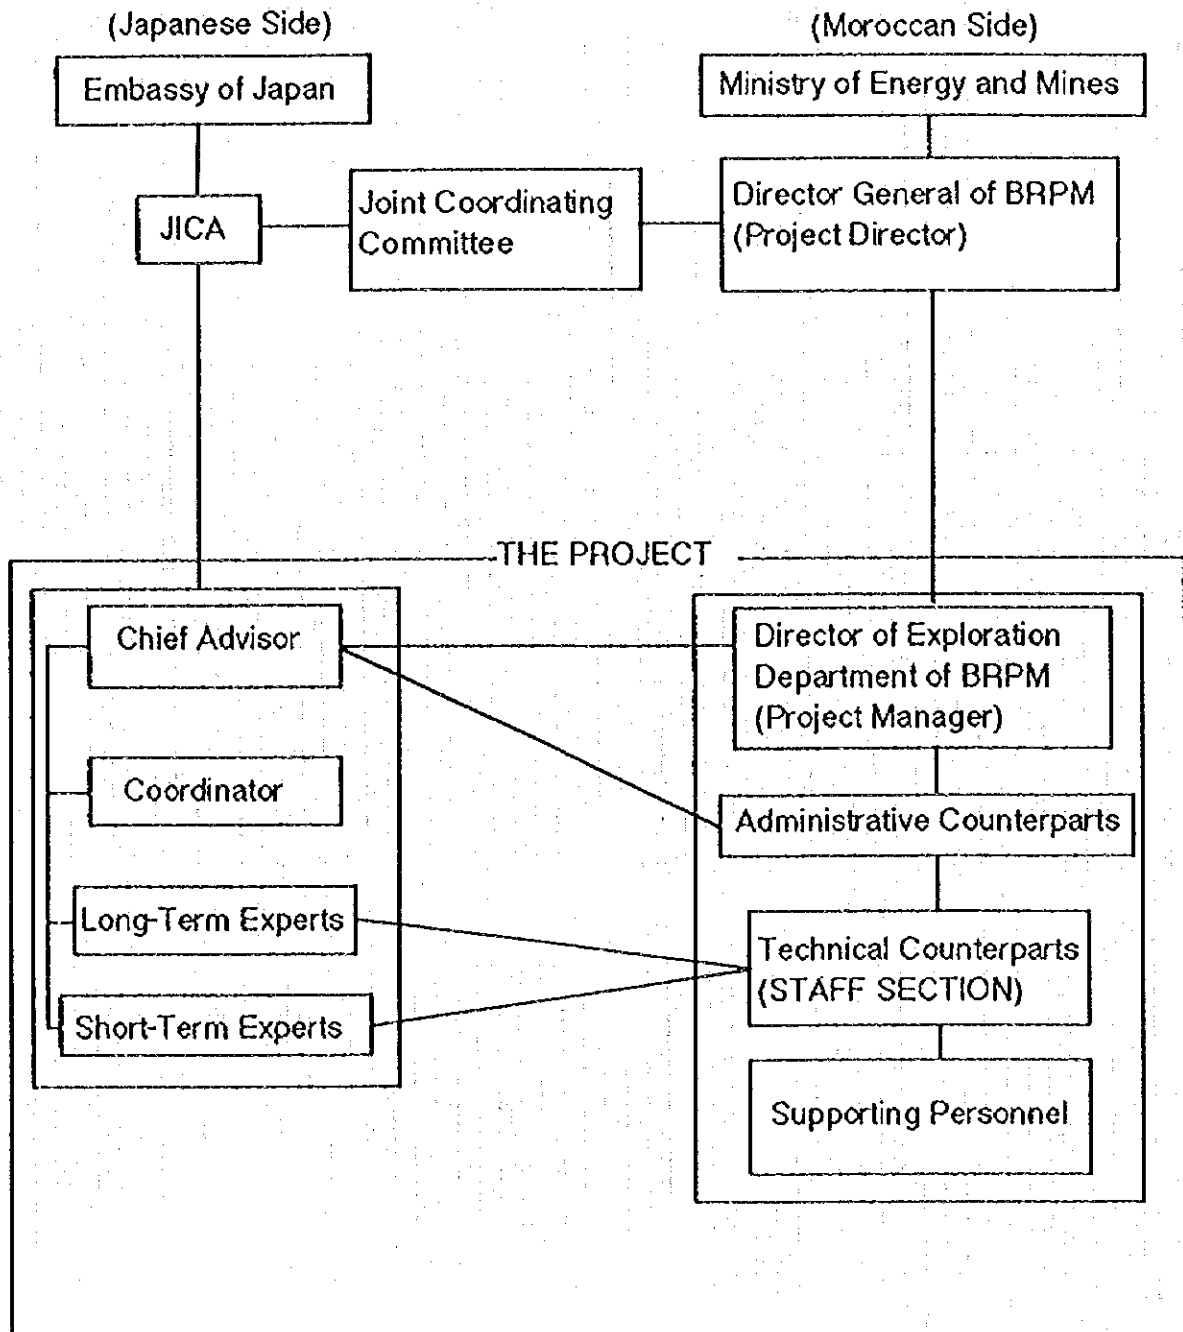 (Japanese Side)
(Moroccan Side)
Embassy of Japan
Ministry of Energy and Mines
JICA
Joint Coordinating
Committee
Director General of BRPM
(Project Director)
THE PROJECT
Chief Advisor
Coordinator
Long-Term Experts
Short-Term Experts
Director of Exploration
Department of BRPM
(Project Manager)
Administrative Counterparts
Technical Counterparts
(STAFF SECTION)
Supporting Personnel